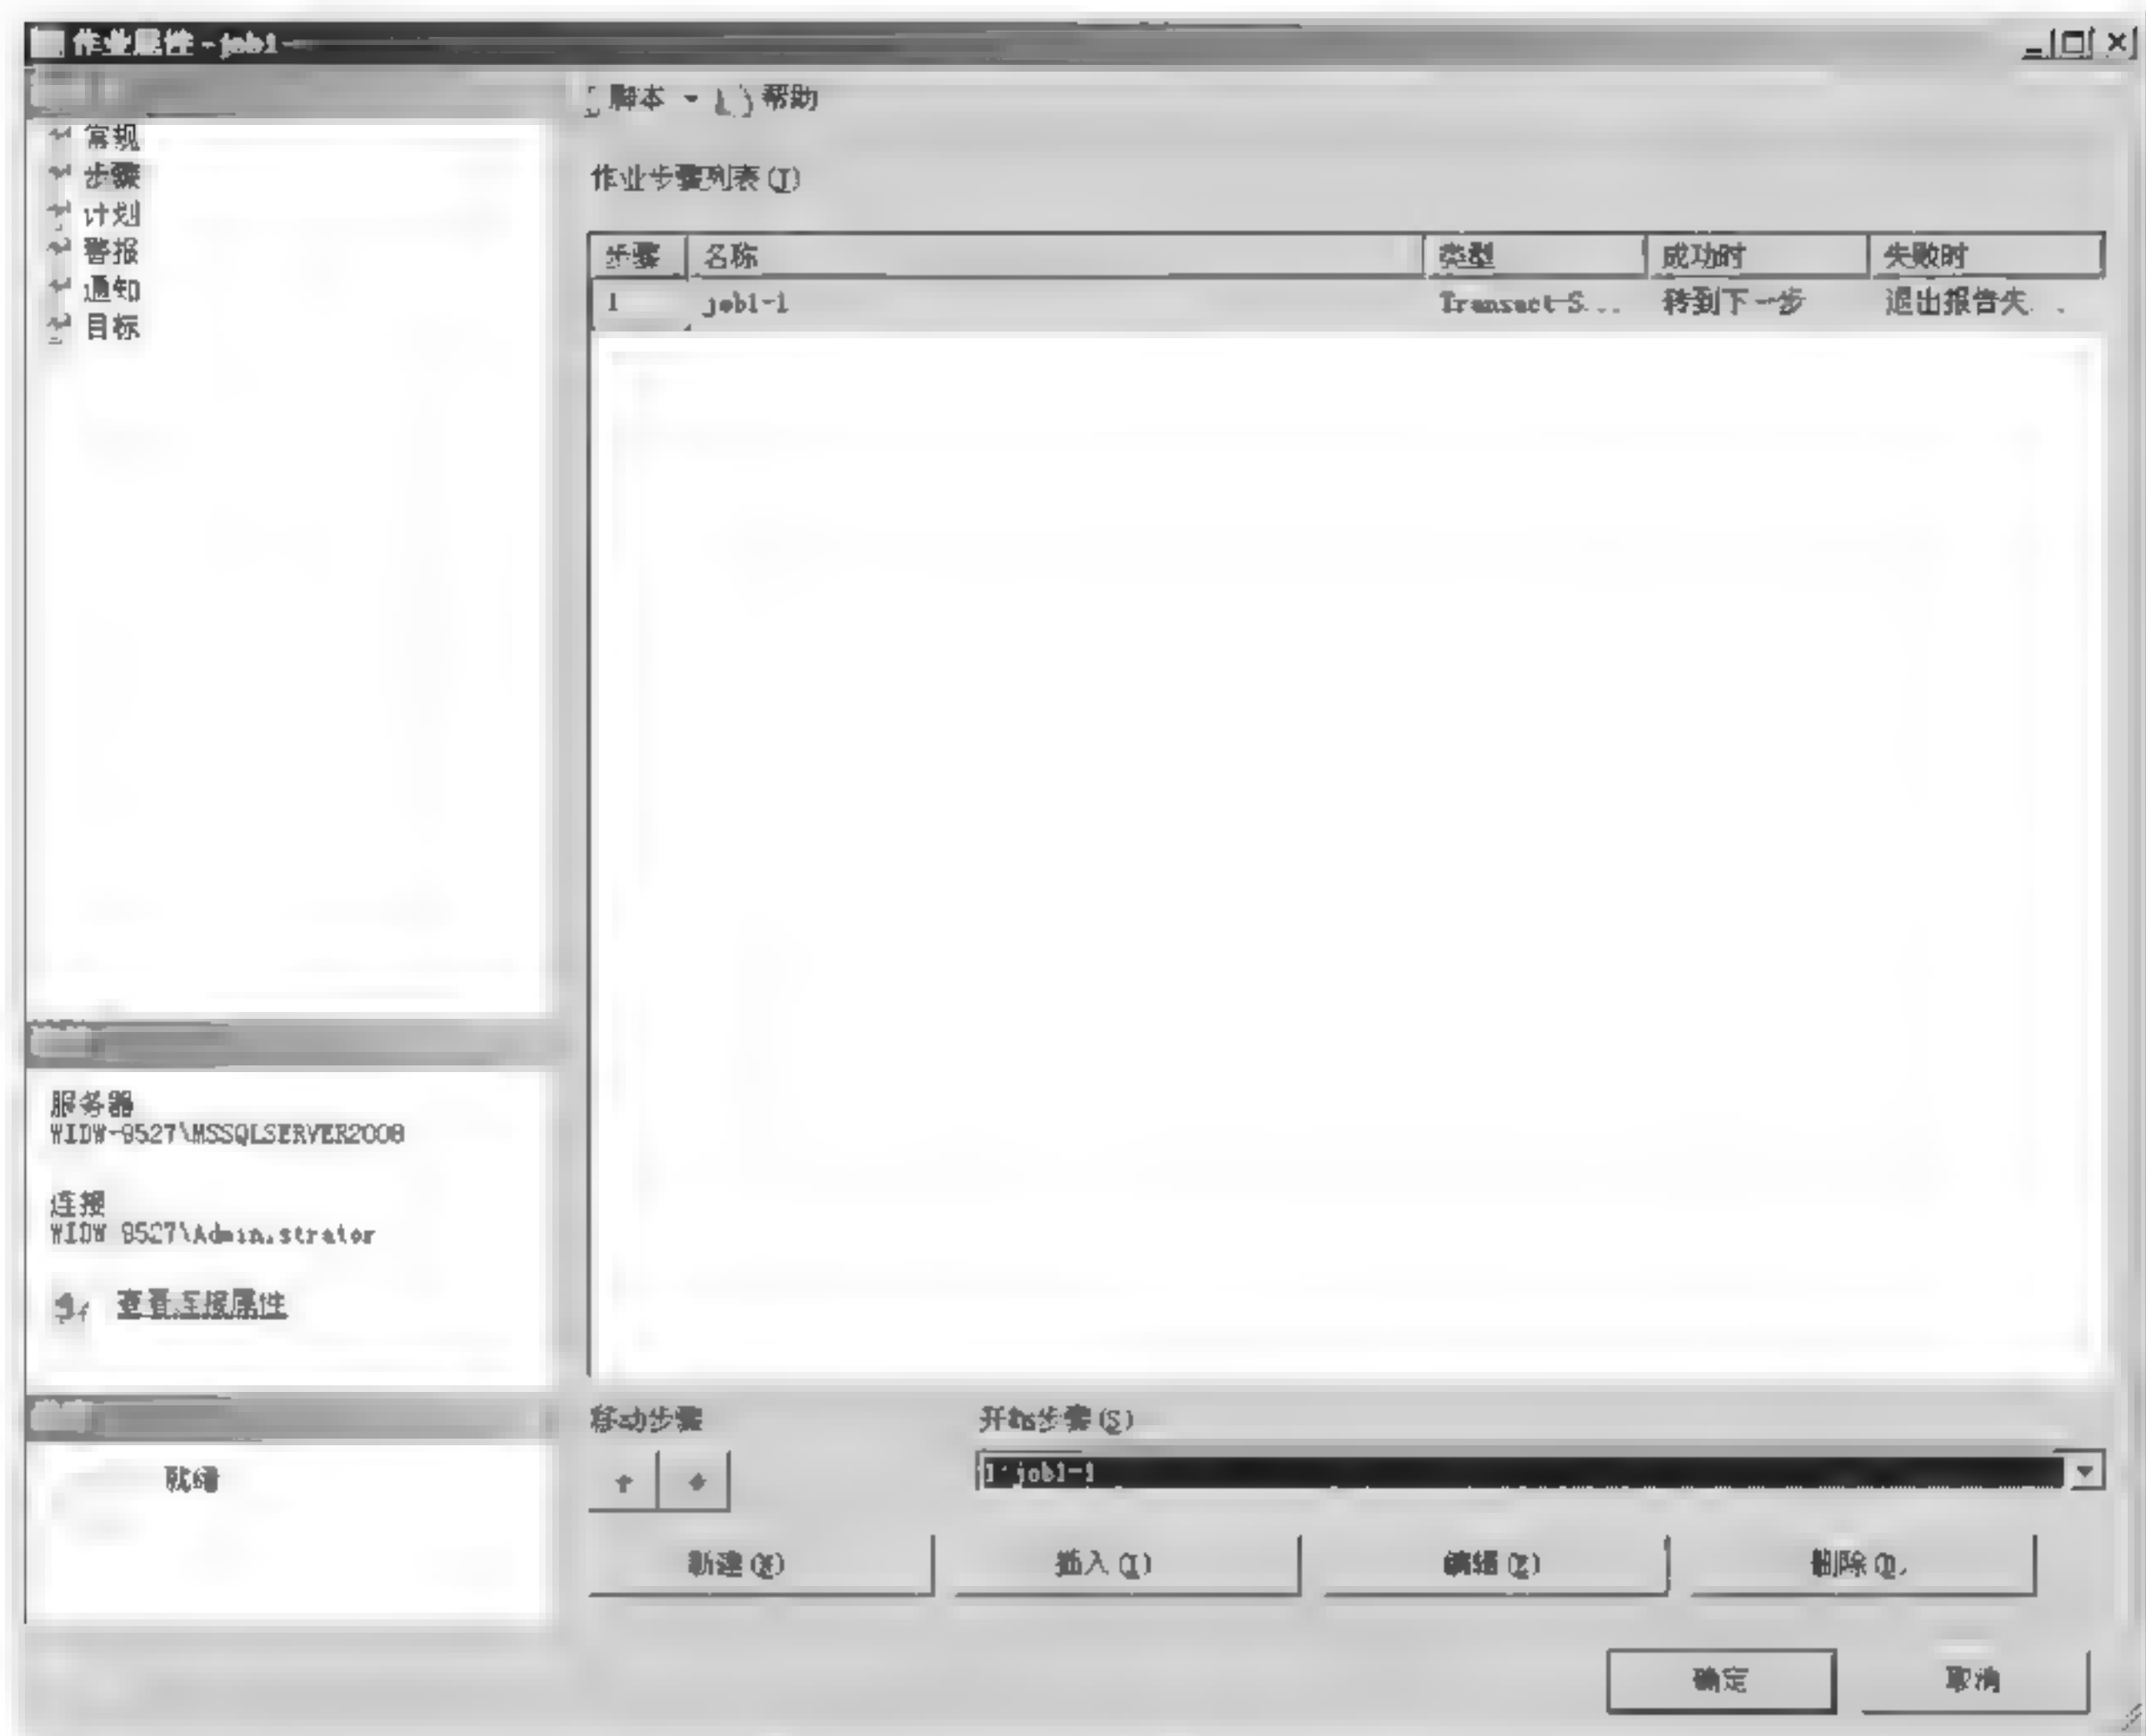 作业属性 - job1
脚本 帮助
常规
步骤
计划
警报
通知
目标
作业步骤列表(J)
步骤 名称 类型 成功时 失败时
1 job1-1 Transact-S... 转到下一步 退出报告失...
服务器
WIDW-9527\MSSQLSERVER2008
连接
WIDW-9527\Administrator
查看连接属性
就绪
移动步骤 开始步骤(S)
1:job1-1
新建(N) 插入(I) 编辑(E) 删除(D)
确定 取消